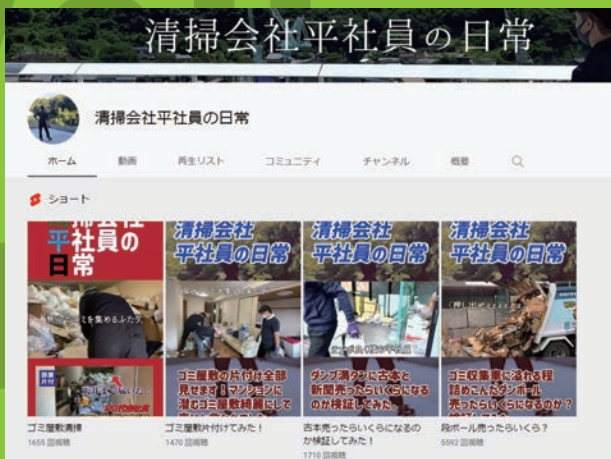 清掃会社平社員の日常
清掃会社平社員の日常
ホーム
動画
再生リスト
コミュニティ
チャンネル
概要
ショート
平社員の
日常
清掃会社
平社員の日常
清掃会社
平社員の日常
清掃会社
平社員の日常
ゴミ屋敷の片付け全部
見せます！マンションに
潜むゴミ屋敷綺麗にして
ダンプ満タンに古本と
新聞売ったらいくらになる
のか検証してみた
ゴミ収集車に溢れる程
詰めこんだダンボール
売ったらいくらになるのか？
ゴミ屋敷清掃
1655 回視聴
ゴミ屋敷片付けてみた！
1470 回視聴
古本売ったらいくらになるの
か検証してみた！
1710 回視聴
段ボール売ったらいくら？
5592 回視聴